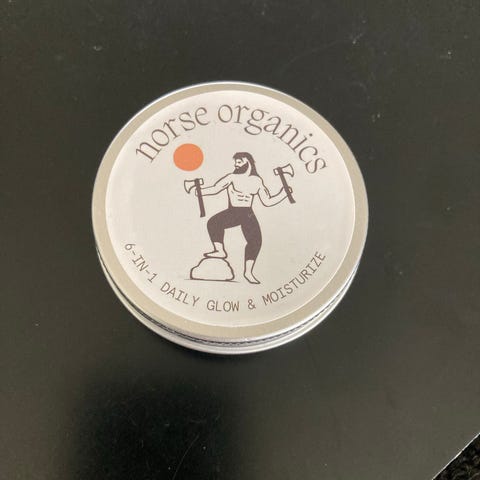 norse organics
6-IN-1 DAILY GLOW & MOISTURIZE